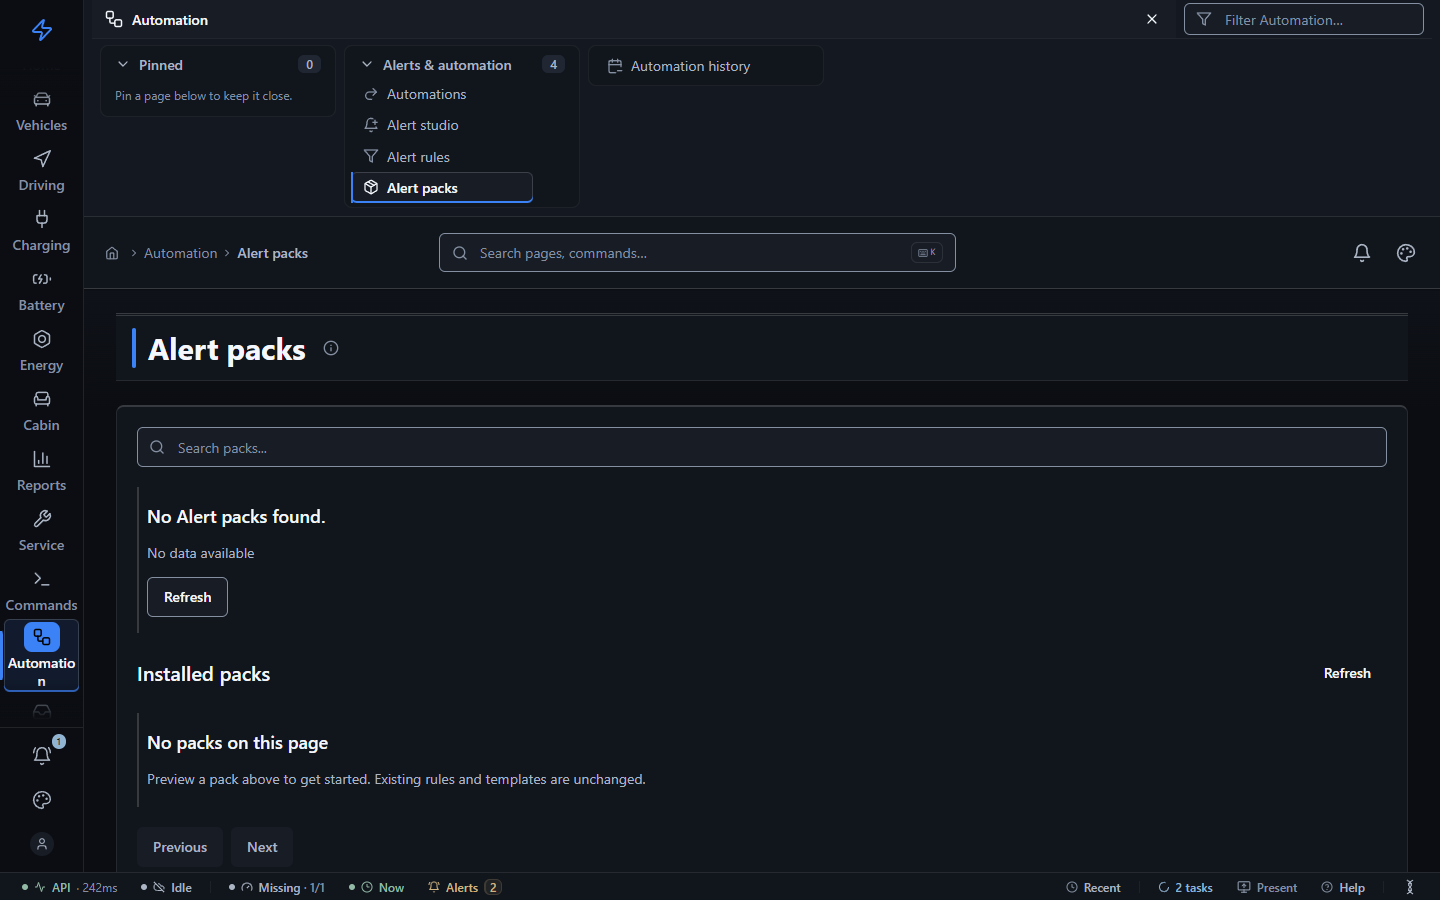 Automation
Filter Automation...
Pinned
0
Pin a page below to keep it close.
Alerts & automation
4
Automations
Alert studio
Alert rules
Alert packs
Automation history
Vehicles
Driving
Charging
Battery
Energy
Cabin
Reports
Service
Commands
Automatio
n
1
Automation
Alert packs
Search pages, commands...
K
Alert packs
Search packs...
No Alert packs found.
No data available
Refresh
Installed packs
Refresh
No packs on this page
Preview a pack above to get started. Existing rules and templates are unchanged.
Previous
Next
API · 242ms
Idle
Missing · 1/1
Now
Alerts
2
Recent
2 tasks
Present
Help